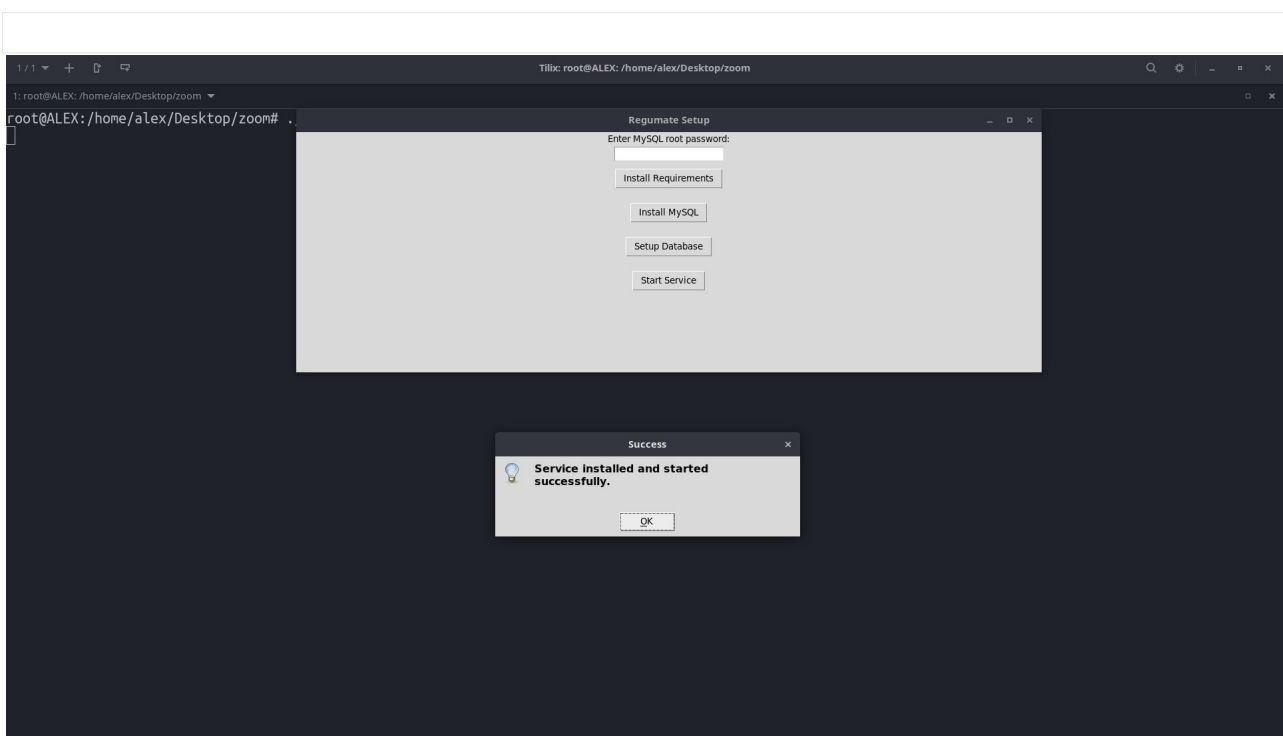 1 / 1
Tilix: root@ALEX: /home/alex/Desktop/zoom
1: root@ALEX: /home/alex/Desktop/zoom
root@ALEX:/home/alex/Desktop/zoom# .
Regumate Setup
Enter MySQL root password:
Install Requirements
Install MySQL
Setup Database
Start Service
Success
Service installed and started
successfully.
OK